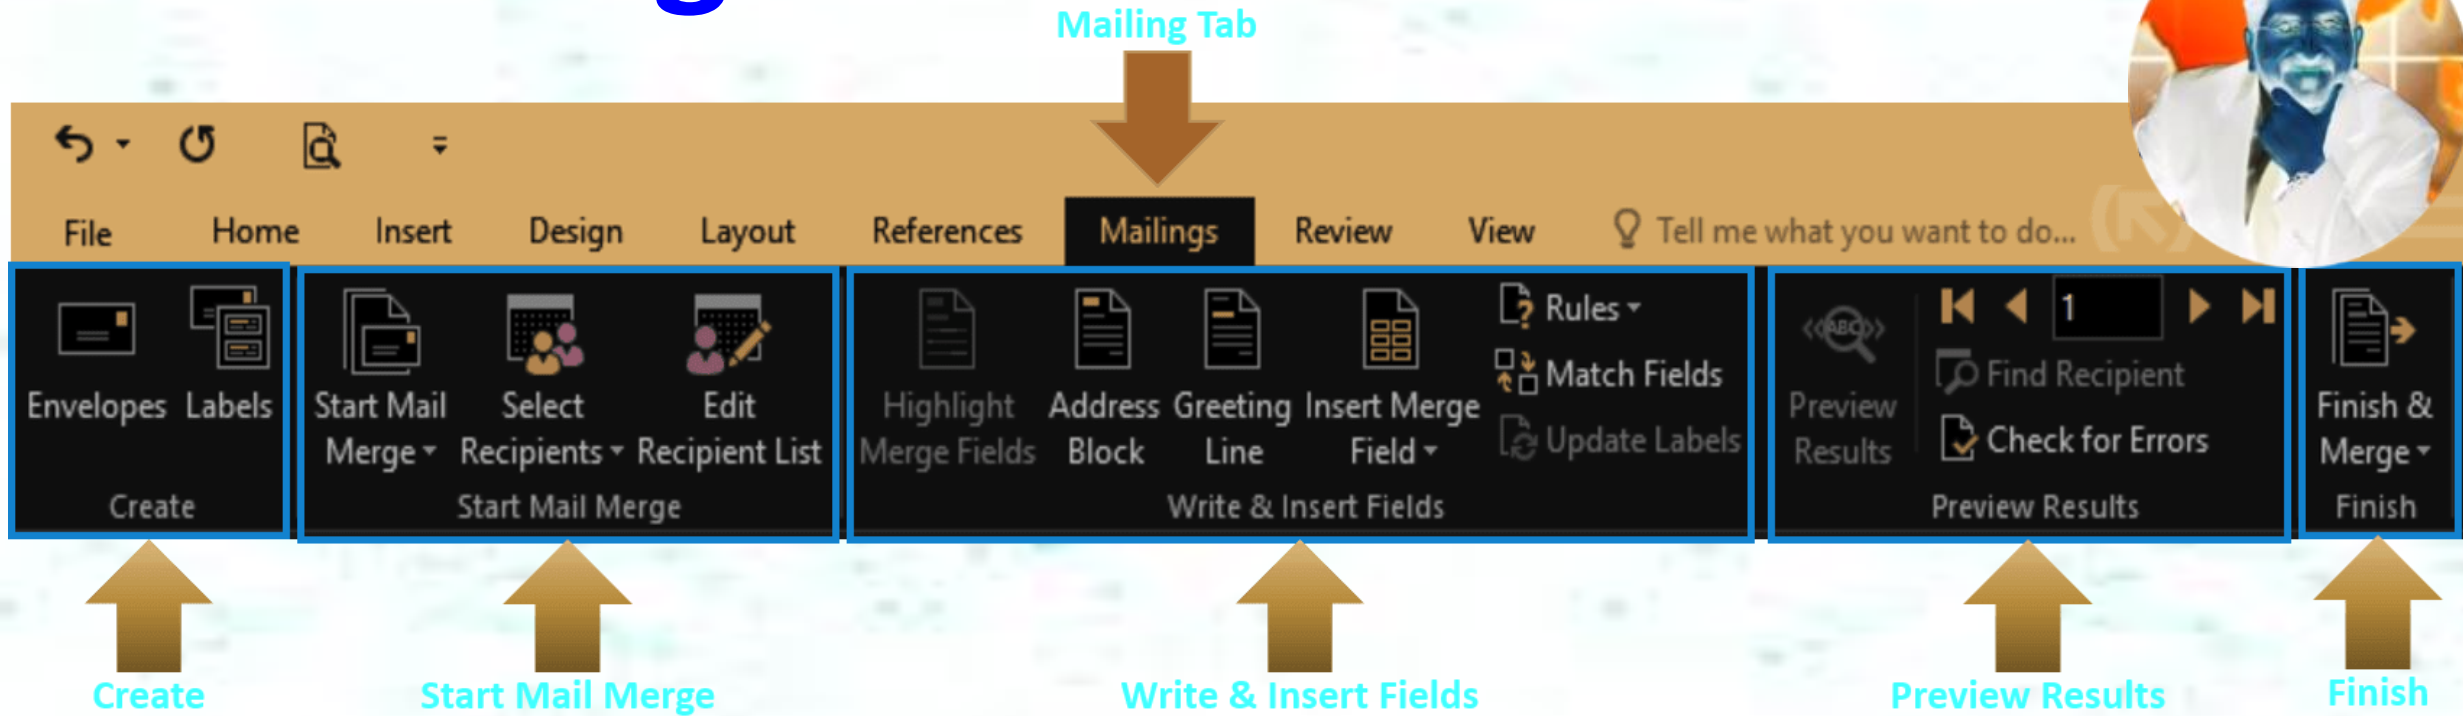 Mailing Tab
File Home Insert Design Layout References Mailings Review View Tell me what you want to do...
Envelopes Labels
Create
Start Mail Merge
Select Recipients
Edit Recipient List
Start Mail Merge
Highlight Merge Fields
Address Block
Greeting Line
Insert Merge Field
Rules
Match Fields
Update Labels
Write & Insert Fields
ABC
Preview Results
1
Find Recipient
Check for Errors
Preview Results
Finish & Merge
Finish
Create Start Mail Merge Write & Insert Fields Preview Results Finish